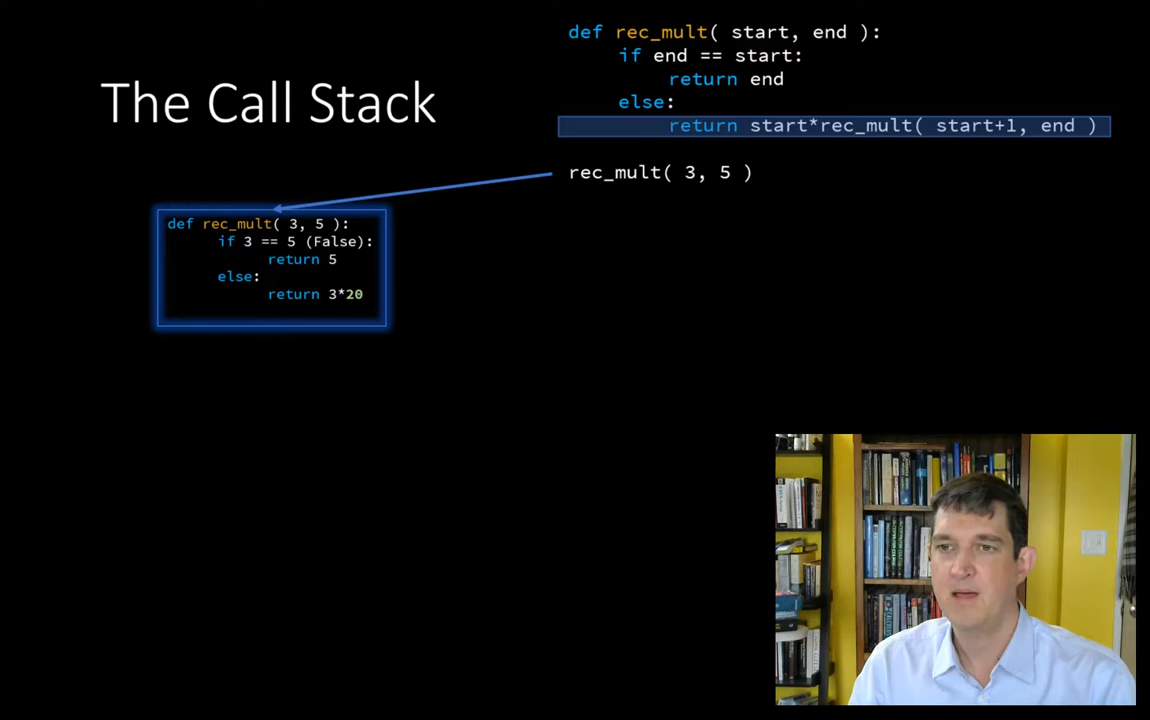 The Call Stack
def rec_mult( start, end ):
if end == start:
return end
else:
return start*rec_mult( start+1, end )
rec_mult( 3, 5 )
def rec_mult( 3, 5 ):
if 3 == 5 (False):
return 5
else:
return 3*20